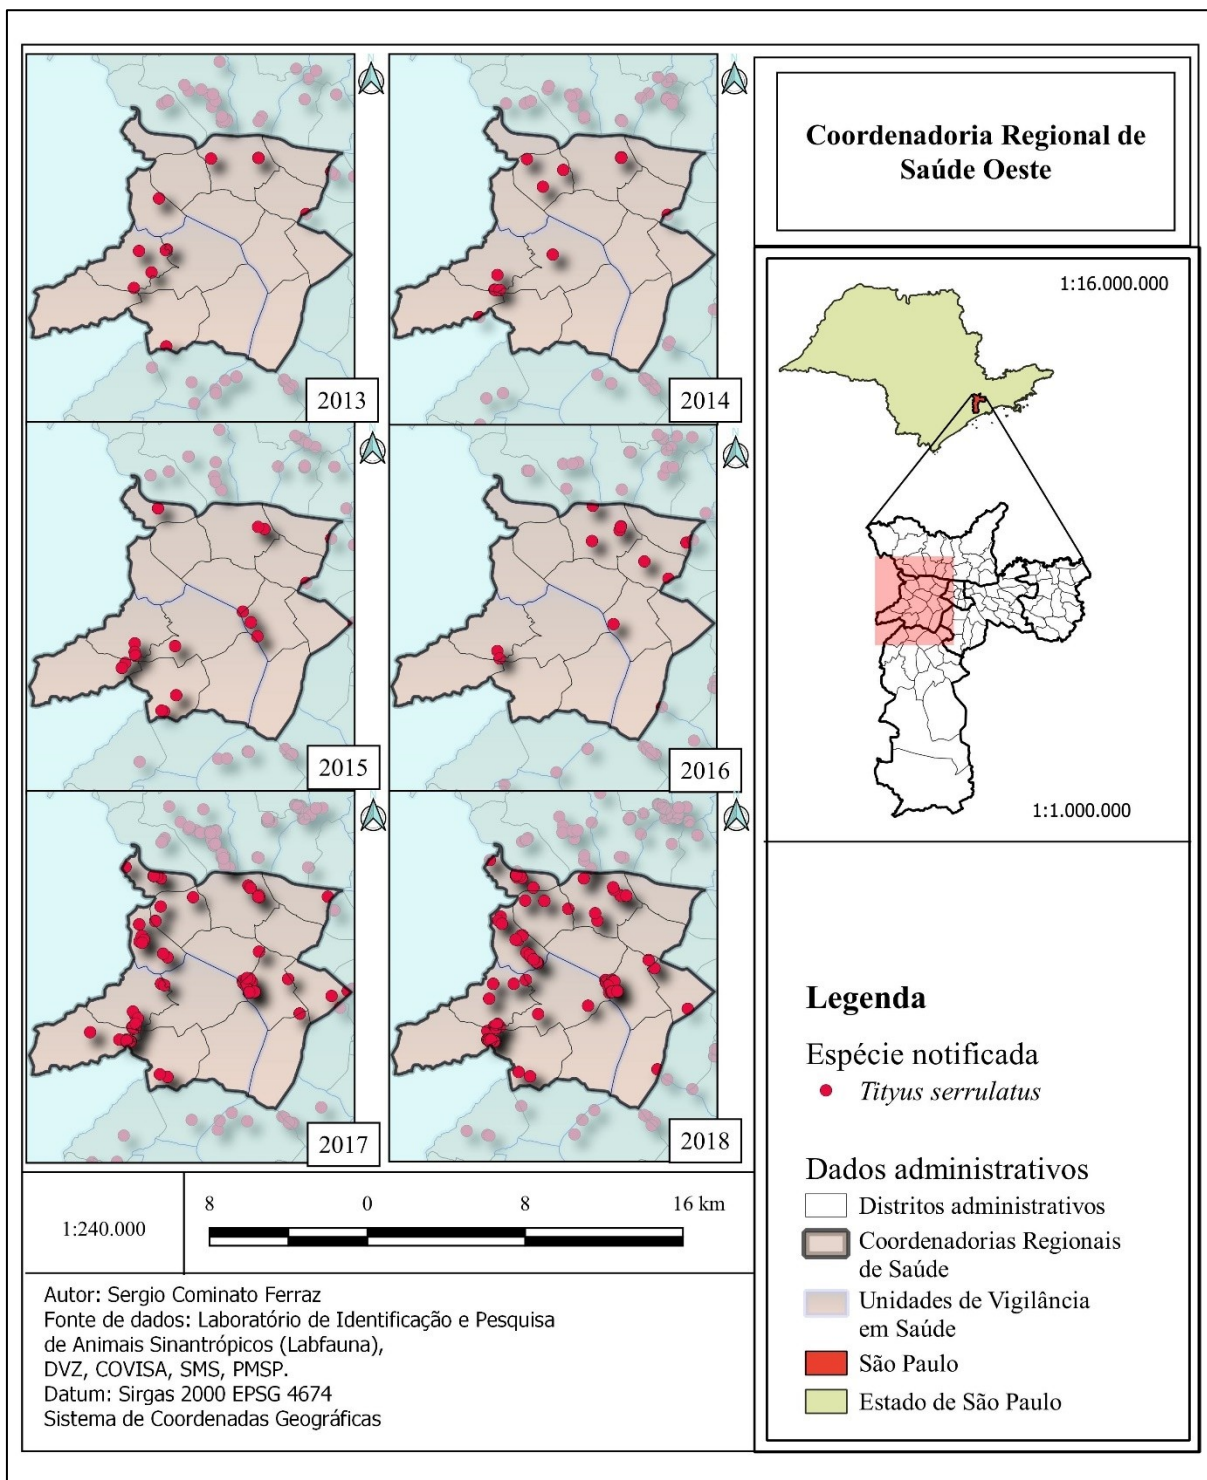 2013
2014
2015
2016
2017
2018
Coordenadoria Regional de
Saúde Oeste
1:16.000.000
1:1.000.000
Legenda
Espécie notificada
Tityus serrulatus
Dados administrativos
Distritos administrativos
Coordenadorias Regionais
de Saúde
Unidades de Vigilância
em Saúde
São Paulo
Estado de São Paulo
1:240.000
8 0 8 16 km
Autor: Sergio Cominato Ferraz
Fonte de dados: Laboratório de Identificação e Pesquisa
de Animais Sinantrópicos (Labfauna),
DVZ, COVISA, SMS, PMSP.
Datum: Sirgas 2000 EPSG 4674
Sistema de Coordenadas Geográficas